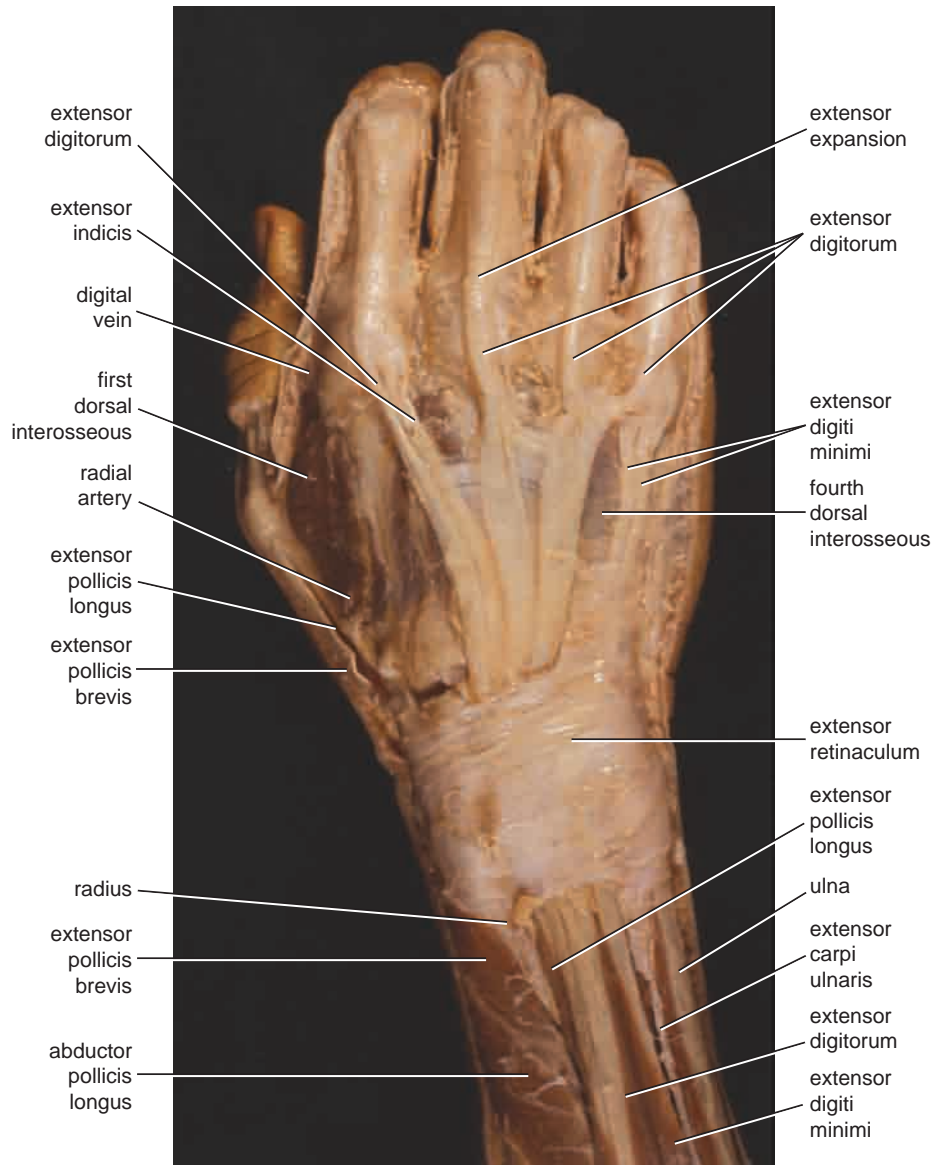 extensor
digitorum
extensor
indicis
digital
vein
first
dorsal
interosseous
radial
artery
extensor
pollicis
longus
extensor
pollicis
brevis
radius
extensor
pollicis
brevis
abductor
pollicis
longus
extensor
expansion
extensor
digitorum
extensor
digiti
minimi
fourth
dorsal
interosseous
extensor
retinaculum
extensor
pollicis
longus
ulna
extensor
carpi
ulnaris
extensor
digitorum
extensor
digiti
minimi